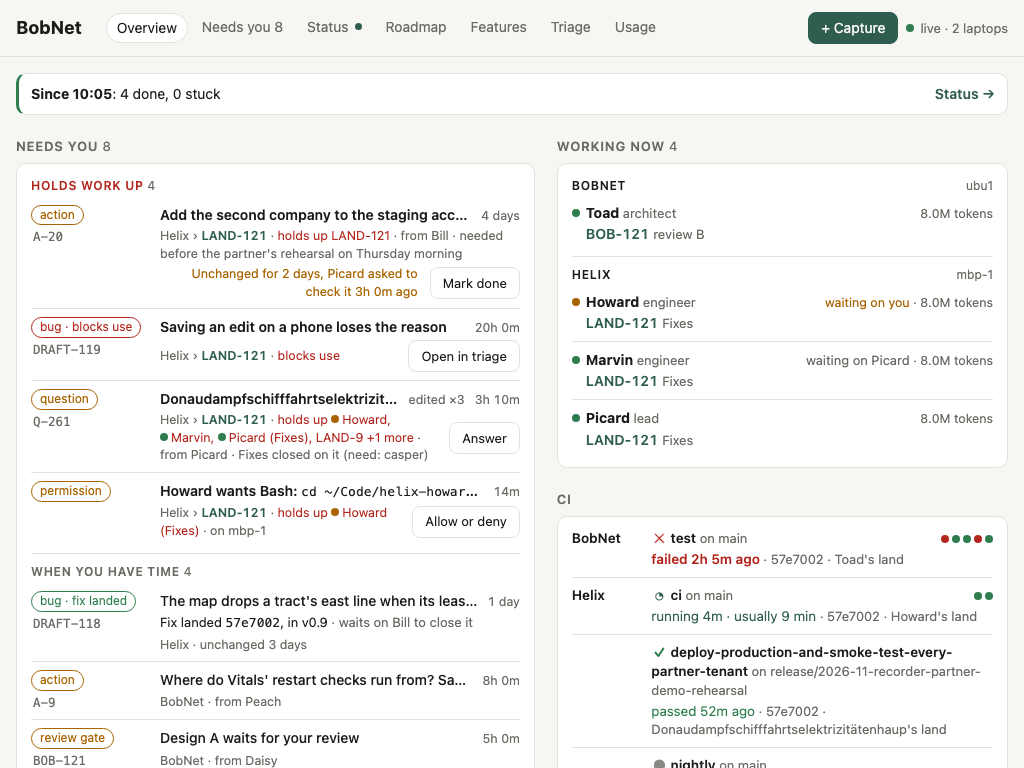 BobNet
Overview
Needs you 8
Status
Roadmap
Features
Triage
Usage
+ Capture
live · 2 laptops
Since 10:05: 4 done, 0 stuck
Status →
NEEDS YOU 8
HOLDS WORK UP 4
action
A-20
Add the second company to the staging acc...
4 days
Helix › LAND-121 · holds up LAND-121 · from Bill · needed
before the partner's rehearsal on Thursday morning
Unchanged for 2 days, Picard asked to
check it 3h 0m ago
Mark done
bug · blocks use
DRAFT-119
Saving an edit on a phone loses the reason
20h 0m
Helix › LAND-121 · blocks use
Open in triage
question
Q-261
Donaudampfschifffahrtselektrizit...
edited ×3
3h 10m
Helix › LAND-121 · holds up Howard,
Marvin, Picard (Fixes), LAND-9 +1 more ·
from Picard · Fixes closed on it (need: casper)
Answer
permission
Howard wants Bash: cd ~/Code/helix-howar...
14m
Helix › LAND-121 · holds up Howard
(Fixes) · on mbp-1
Allow or deny
WHEN YOU HAVE TIME 4
bug · fix landed
DRAFT-118
The map drops a tract's east line when its leas...
1 day
Fix landed 57e7002, in v0.9 · waits on Bill to close it
Helix · unchanged 3 days
action
A-9
Where do Vitals' restart checks run from? Sa...
8h 0m
BobNet · from Peach
review gate
BOB-121
Design A waits for your review
5h 0m
BobNet · from Daisy
WORKING NOW 4
BOBNET
ubu1
Toad architect
8.0M tokens
BOB-121 review B
HELIX
mbp-1
Howard engineer
waiting on you · 8.0M tokens
LAND-121 Fixes
Marvin engineer
waiting on Picard · 8.0M tokens
LAND-121 Fixes
Picard lead
8.0M tokens
LAND-121 Fixes
CI
BobNet
test on main
failed 2h 5m ago · 57e7002 · Toad's land
Helix
ci on main
running 4m · usually 9 min · 57e7002 · Howard's land
deploy-production-and-smoke-test-every-
partner-tenant on release/2026-11-recorder-partner-
demo-rehearsal
passed 52m ago · 57e7002 ·
Donaudampfschifffahrtselektrizitätenhaup's land
nightly on main